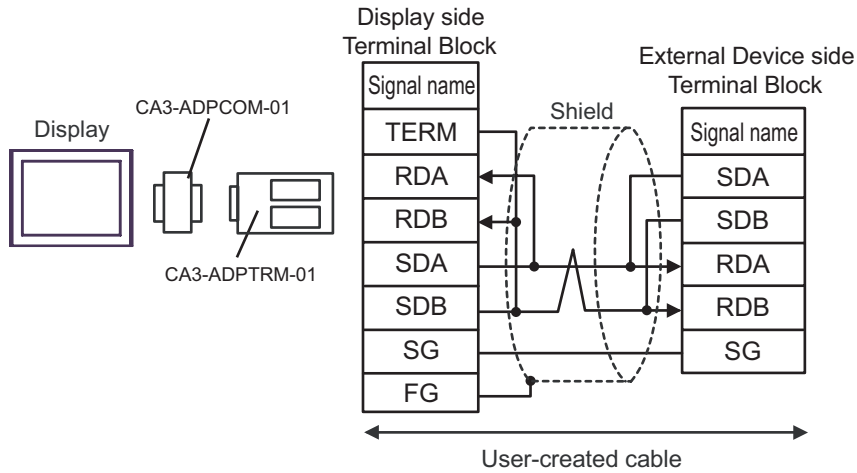 Display side
Terminal Block
External Device side
Terminal Block
CA3-ADPCOM-01
Display
CA3-ADPTRM-01
Shield
Signal name
TERM
RDA
RDB
SDA
SDB
SG
FG
Signal name
SDA
SDB
RDA
RDB
SG
User-created cable